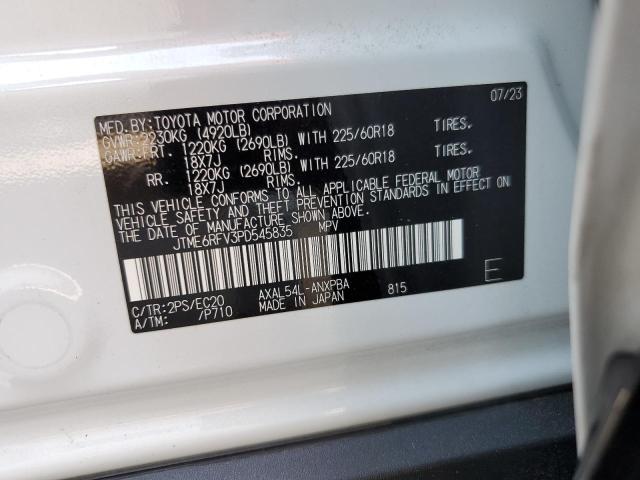 MFD.BY:TOYOTA MOTOR CORPORATION 07/23
GVWR:2230KG (4920LB)
GAWR:FRT. 1220KG (2690LB) WITH 225/60R18 TIRES.
18X7J RIMS.
RR. 1220KG (2690LB) WITH 225/60R18 TIRES.
18X7J RIMS.
THIS VEHICLE CONFORMS TO ALL APPLICABLE FEDERAL MOTOR
VEHICLE SAFETY AND THEFT PREVENTION STANDARDS IN EFFECT ON
THE DATE OF MANUFACTURE SHOWN ABOVE.
JTME6RFV3PD545835 MPV
C/TR:2PS/EC20 AXAL54L-ANXPBA 815 E
A/TM: /P710 MADE IN JAPAN